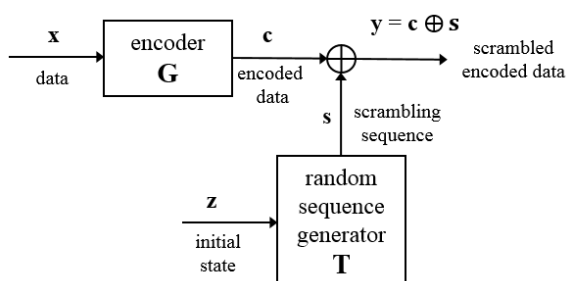 x
data
encoder
G
c
encoded
data
y = c ⊕ s
scrambled
encoded data
s
scrambling
sequence
z
initial
state
random
sequence
generator
T